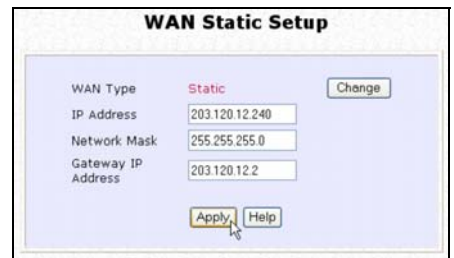 WAN Static Setup
WAN Type Static Change
IP Address 203.120.12.240
Network Mask 255.255.255.0
Gateway IP Address 203.120.12.2
Apply Help